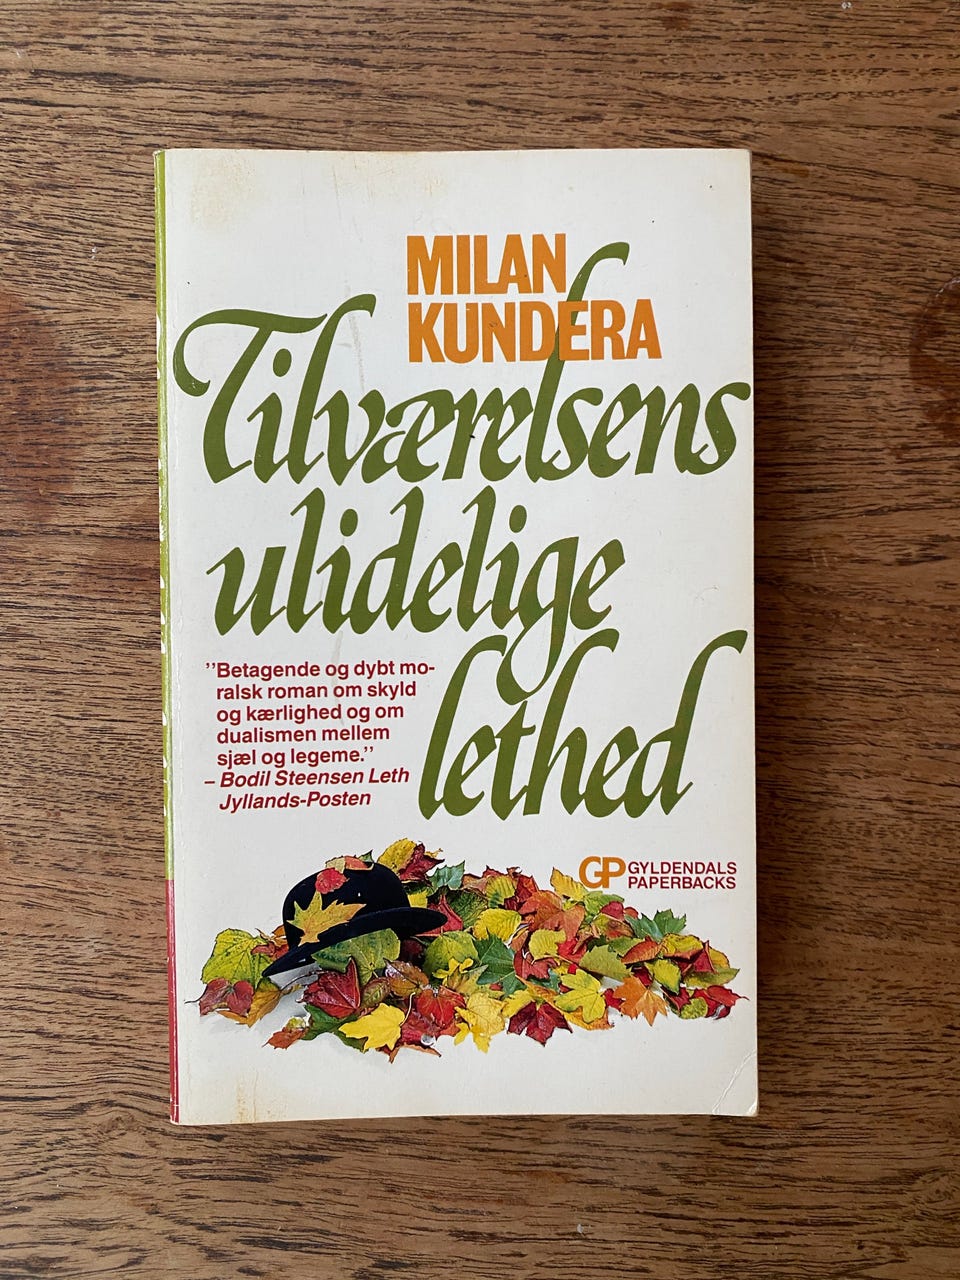 MILAN
KUNDERA
Tilværelsens
ulidelige
lethed
”Betagende og dybt mo-
ralsk roman om skyld
og kærlighed og om
dualismen mellem
sjæl og legeme.”
– Bodil Steensen Leth
Jyllands-Posten
GP GYLDENDALS
PAPERBACKS